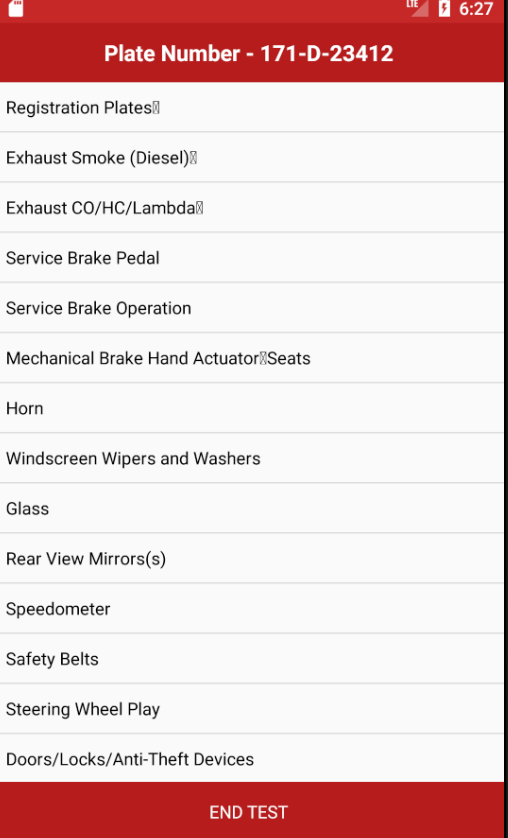 LTE 6:27
Plate Number - 171-D-23412
Registration Plates
Exhaust Smoke (Diesel)
Exhaust CO/HC/Lambda
Service Brake Pedal
Service Brake Operation
Mechanical Brake Hand Actuator Seats
Horn
Windscreen Wipers and Washers
Glass
Rear View Mirrors(s)
Speedometer
Safety Belts
Steering Wheel Play
Doors/Locks/Anti-Theft Devices
END TEST